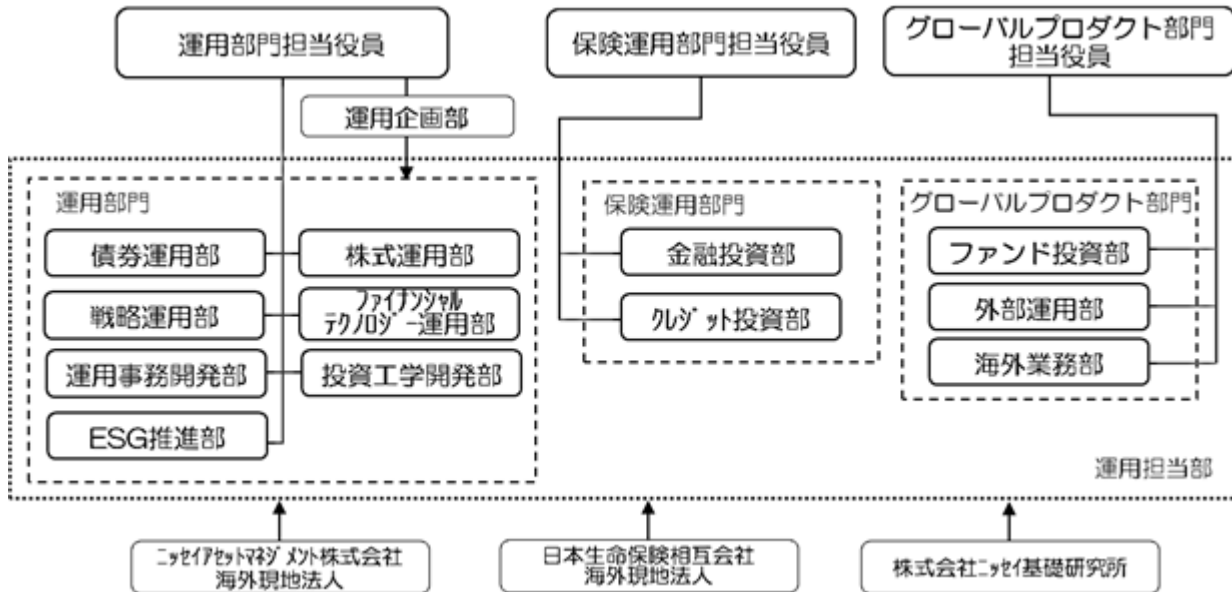 運用部門担当役員
保険運用部門担当役員
グローバルプロダクト部門
担当役員
運用企画部
運用部門
債券運用部
株式運用部
戦略運用部
ファイナンシャル
テクノロジー運用部
運用事務開発部
投資工学開発部
ESG推進部
保険運用部門
金融投資部
クレジット投資部
グローバルプロダクト部門
ファンド投資部
外部運用部
海外業務部
運用担当部
ニッセイアセットマネジメント株式会社
海外現地法人
日本生命保険相互会社
海外現地法人
株式会社ニッセイ基礎研究所